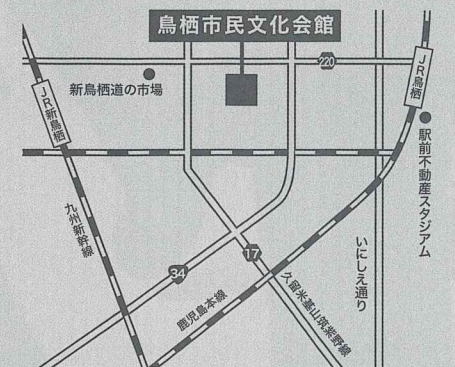 鳥栖市民文化会館
220
JR鳥栖
新鳥栖道の市場
JR新鳥栖
駅前不動産スタジアム
九州新幹線
いにしえ通り
17
34
久留米基山筑紫野線
鹿児島本線